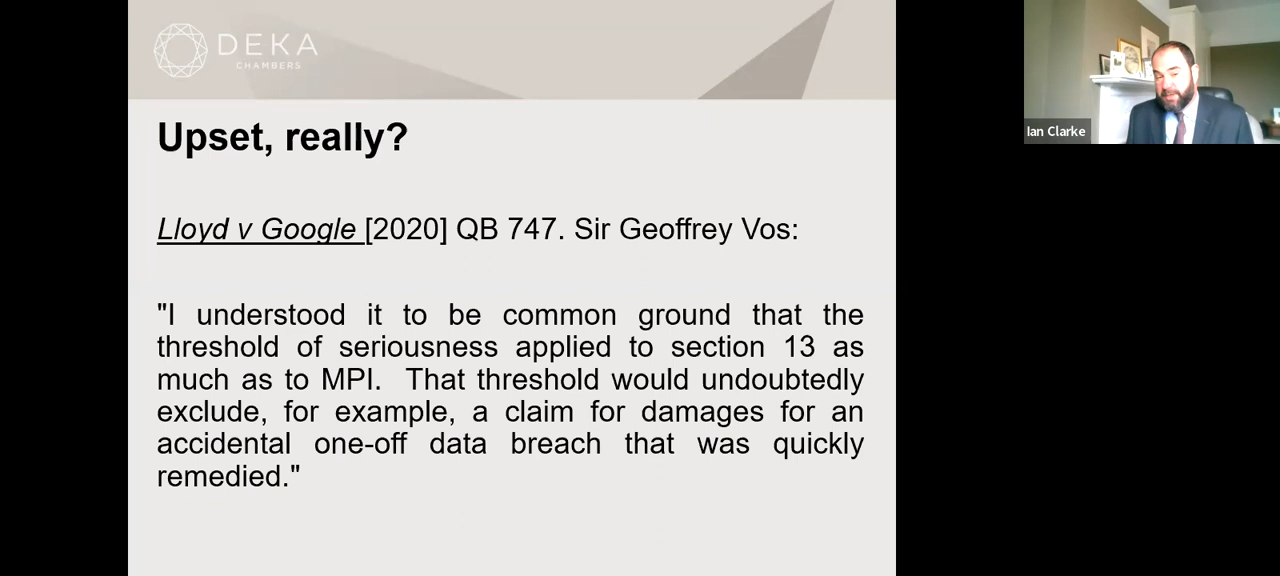 DEKA
CHAMBERS
Upset, really?
Lloyd v Google [2020] QB 747. Sir Geoffrey Vos:
"I understood it to be common ground that the
threshold of seriousness applied to section 13 as
much as to MPI. That threshold would undoubtedly
exclude, for example, a claim for damages for an
accidental one-off data breach that was quickly
remedied."
Ian Clarke